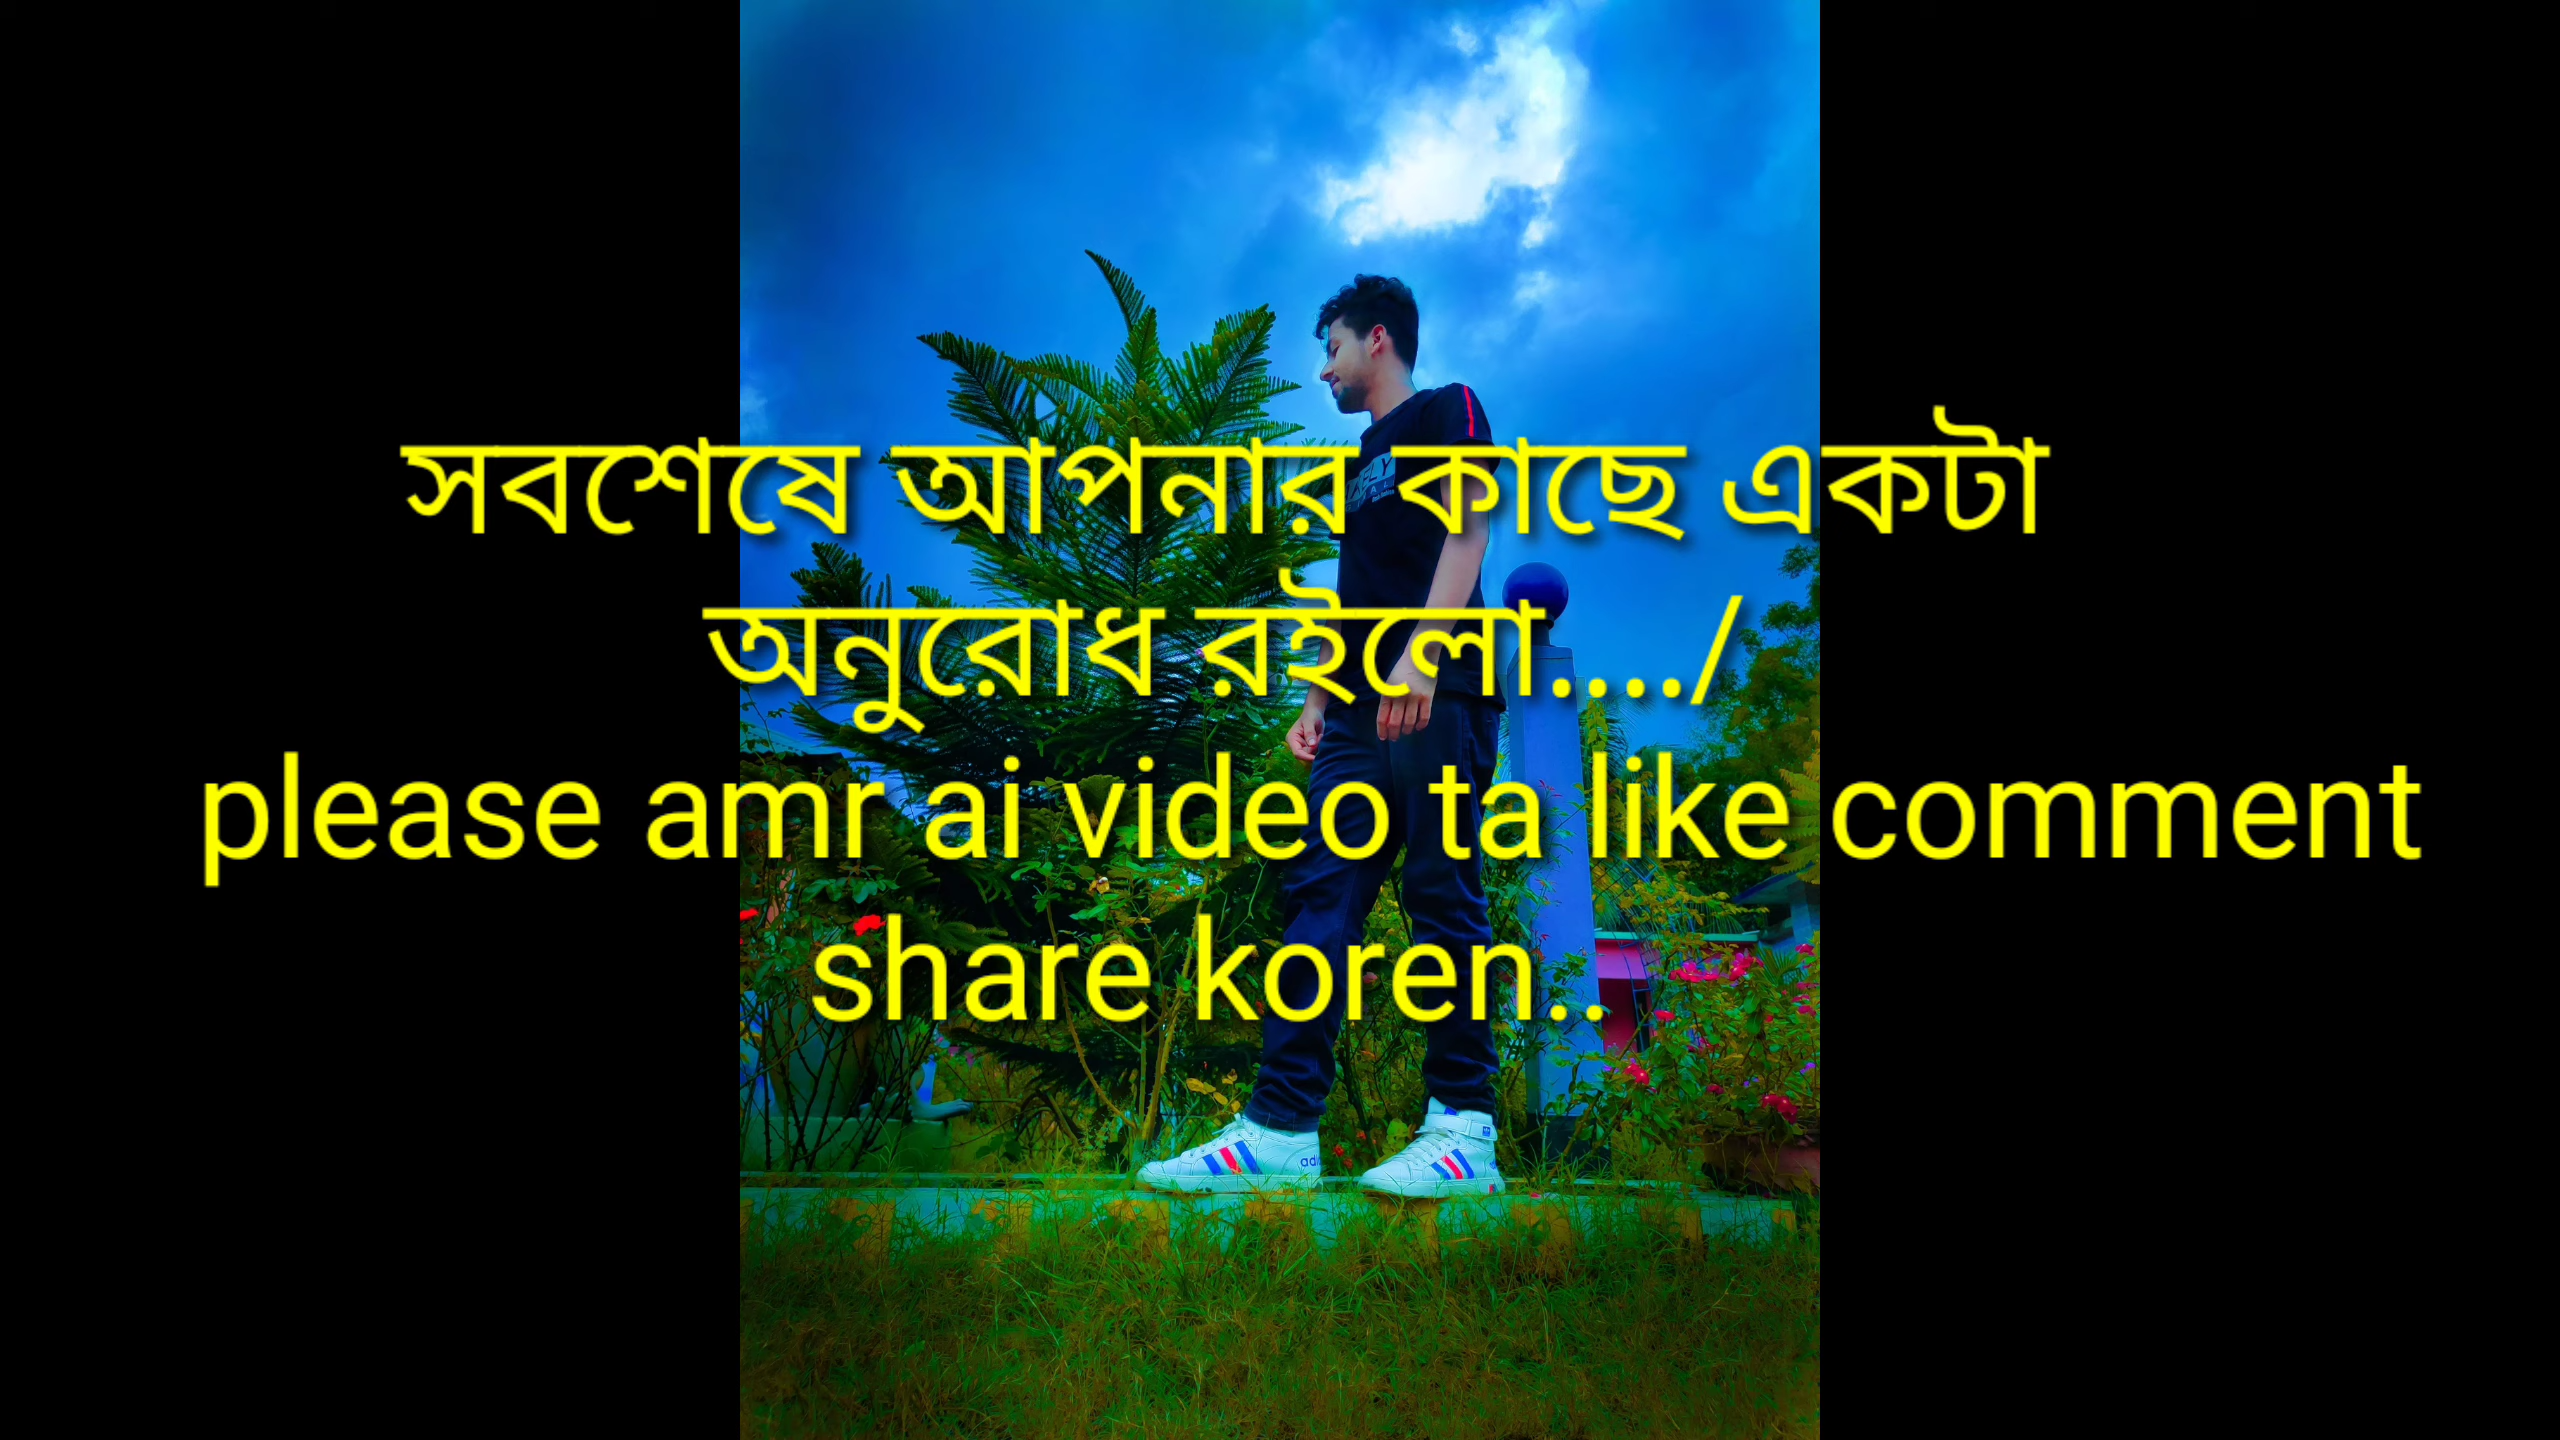 সবশেষে আপনার কাছে একটা
অনুরোধ রইলো..../
please amr ai video ta like comment
share koren..